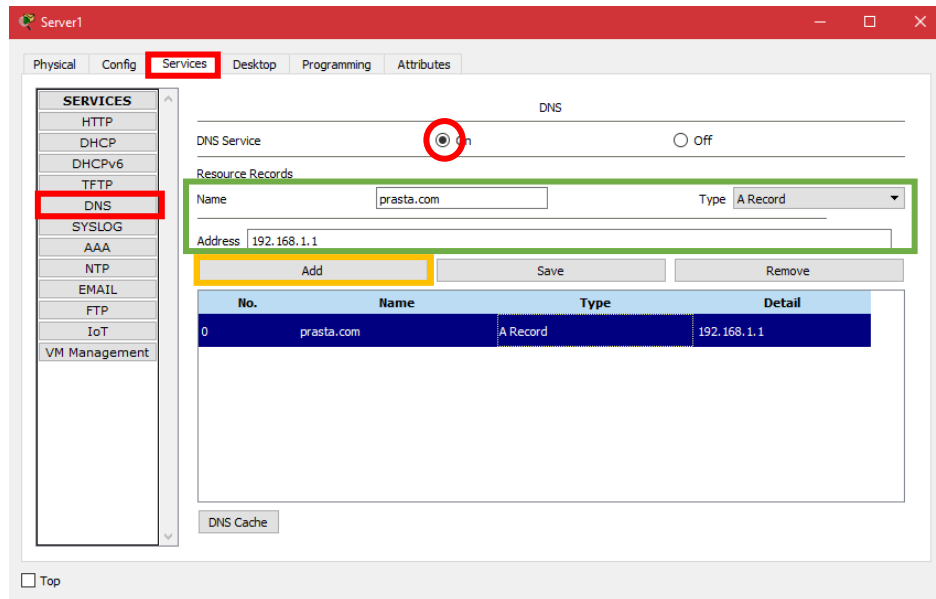 Server1
Physical Config Services Desktop Programming Attributes
SERVICES
HTTP
DHCP
DHCPv6
TFTP
DNS
SYSLOG
AAA
NTP
EMAIL
FTP
IoT
VM Management
DNS
DNS Service On Off
Resource Records
Name prasta.com Type A Record
Address 192.168.1.1
Add Save Remove
No. Name Type Detail
0 prasta.com A Record 192.168.1.1
DNS Cache
Top